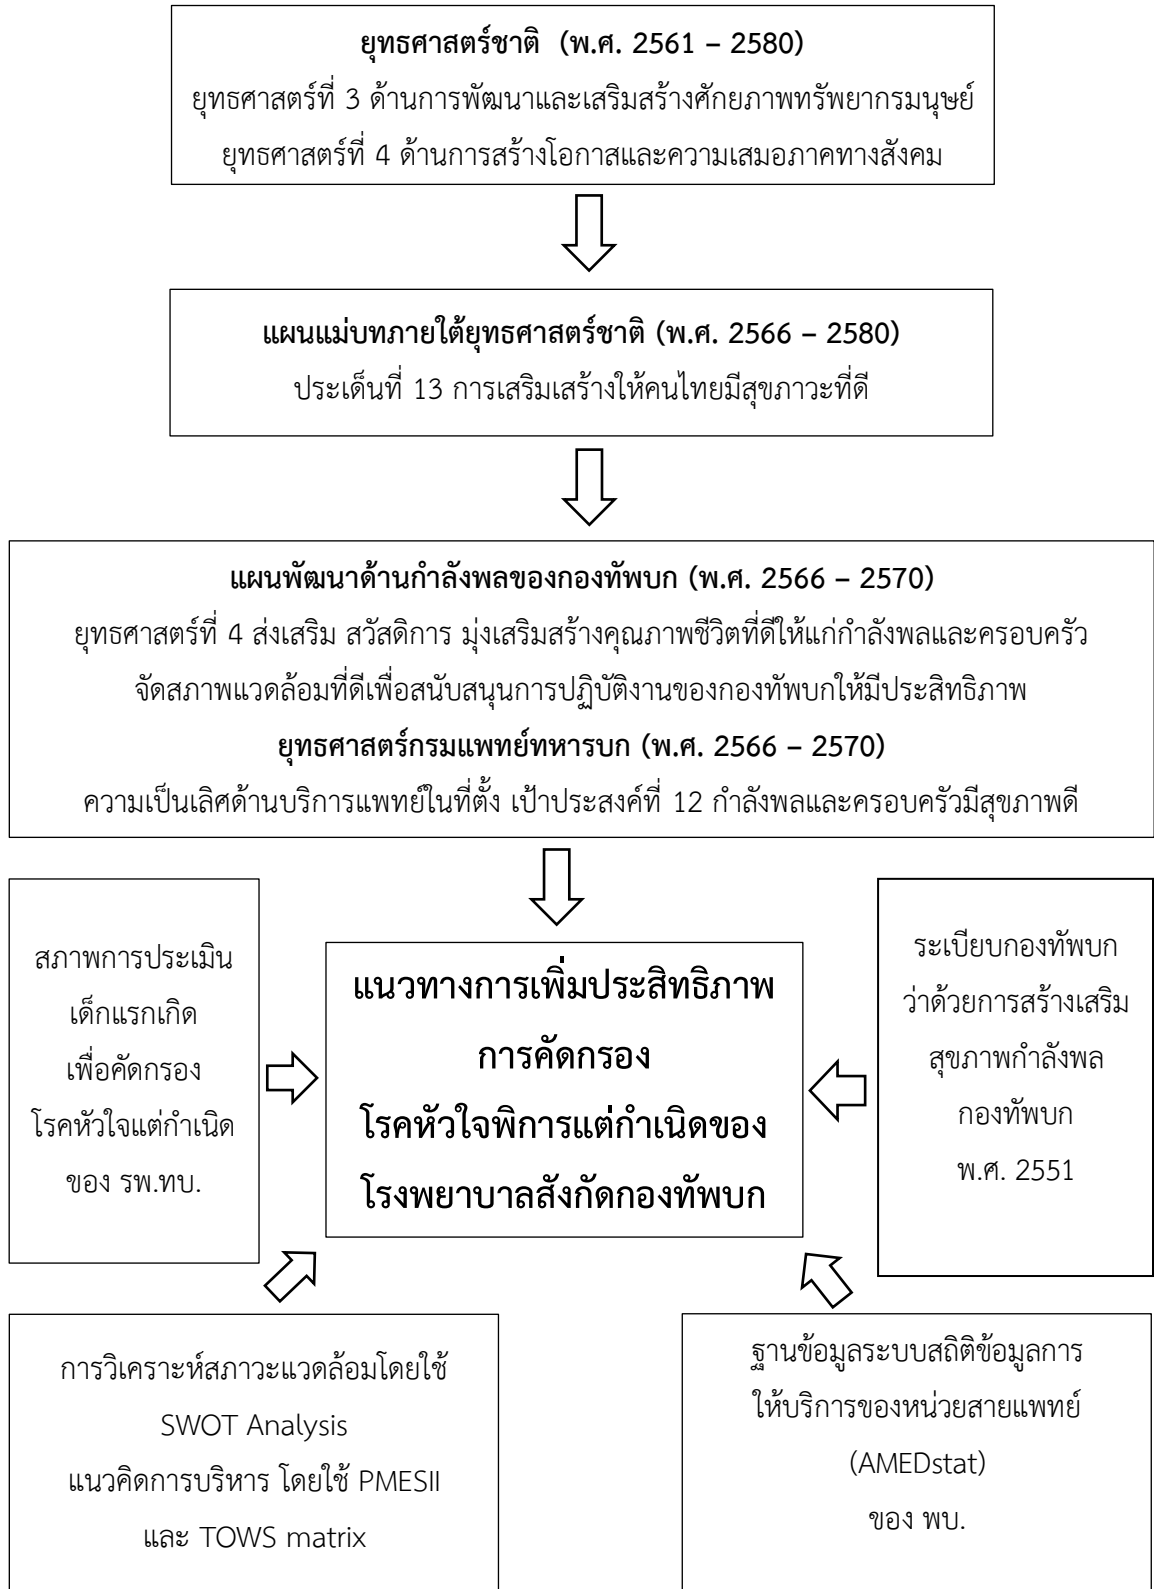 ยุทธศาสตร์ชาติ (พ.ศ. 2561 – 2580)
ยุทธศาสตร์ที่ 3 ด้านการพัฒนาและเสริมสร้างศักยภาพทรัพยากรมนุษย์
ยุทธศาสตร์ที่ 4 ด้านการสร้างโอกาสและความเสมอภาคทางสังคม
แผนแม่บทภายใต้ยุทธศาสตร์ชาติ (พ.ศ. 2566 – 2580)
ประเด็นที่ 13 การเสริมเสร้างให้คนไทยมีสุขภาวะที่ดี
แผนพัฒนาด้านกำลังพลของกองทัพบก (พ.ศ. 2566 – 2570)
ยุทธศาสตร์ที่ 4 ส่งเสริม สวัสดิการ มุ่งเสริมสร้างคุณภาพชีวิตที่ดีให้แก่กำลังพลและครอบครัว
จัดสภาพแวดล้อมที่ดีเพื่อสนับสนุนการปฏิบัติงานของกองทัพบกให้มีประสิทธิภาพ
ยุทธศาสตร์กรมแพทย์ทหารบก (พ.ศ. 2566 – 2570)
ความเป็นเลิศด้านบริการแพทย์ในที่ตั้ง เป้าประสงค์ที่ 12 กำลังพลและครอบครัวมีสุขภาพดี
สภาพการประเมิน
เด็กแรกเกิด
เพื่อคัดกรอง
โรคหัวใจแต่กำเนิด
ของ รพ.ทบ.
แนวทางการเพิ่มประสิทธิภาพ
การคัดกรอง
โรคหัวใจพิการแต่กำเนิดของ
โรงพยาบาลสังกัดกองทัพบก
ระเบียบกองทัพบก
ว่าด้วยการสร้างเสริม
สุขภาพกำลังพล
กองทัพบก
พ.ศ. 2551
การวิเคราะห์สภาวะแวดล้อมโดยใช้
SWOT Analysis
แนวคิดการบริหาร โดยใช้ PMESII
และ TOWS matrix
ฐานข้อมูลระบบสถิติข้อมูลการ
ให้บริการของหน่วยสายแพทย์
(AMEDstat)
ของ พบ.